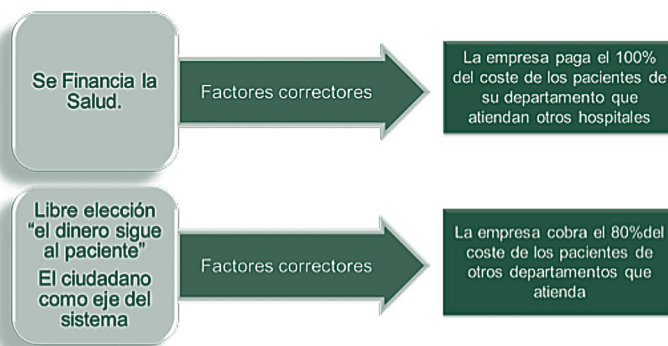 Se Financia la
Salud.
Factores correctores
La empresa paga el 100%
del coste de los pacientes de
su departamento que
atiendan otros hospitales
Libre elección
“el dinero sigue
al paciente”
El ciudadano
como eje del
sistema
Factores correctores
La empresa cobra el 80%del
coste de los pacientes de
otros departamentos que
atienda